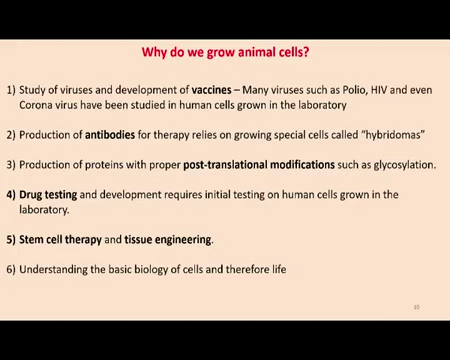 Why do we grow animal cells?
1) Study of viruses and development of vaccines – Many viruses such as Polio, HIV and even
Corona virus have been studied in human cells grown in the laboratory
2) Production of antibodies for therapy relies on growing special cells called “hybridomas”
3) Production of proteins with proper post-translational modifications such as glycosylation.
4) Drug testing and development requires initial testing on human cells grown in the
laboratory.
5) Stem cell therapy and tissue engineering.
6) Understanding the basic biology of cells and therefore life